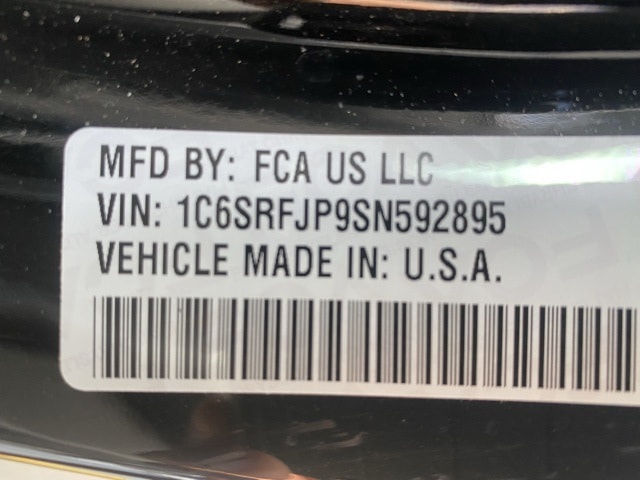 MFD BY: FCA US LLC
VIN: 1C6SRFJP9SN592895
VEHICLE MADE IN: U.S.A.